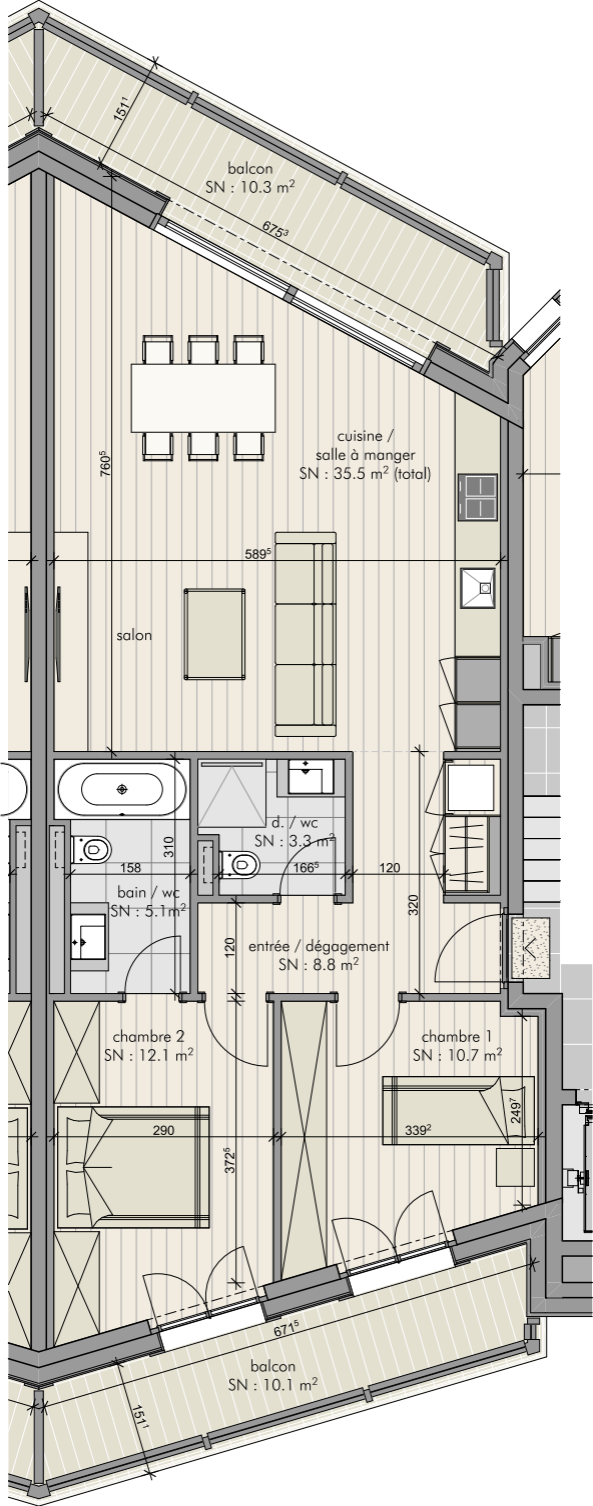 151¹
balcon
SN : 10.3 m²
675³
cuisine /
salle à manger
SN : 35.5 m² (total)
760⁵
589⁵
salon
d. / wc
SN : 3.3 m²
310
158
166⁵
120
bain / wc
SN : 5.1m²
320
120
entrée / dégagement
SN : 8.8 m²
chambre 2
SN : 12.1 m²
chambre 1
SN : 10.7 m²
249⁷
290
339²
372⁵
671⁵
balcon
SN : 10.1 m²
151¹